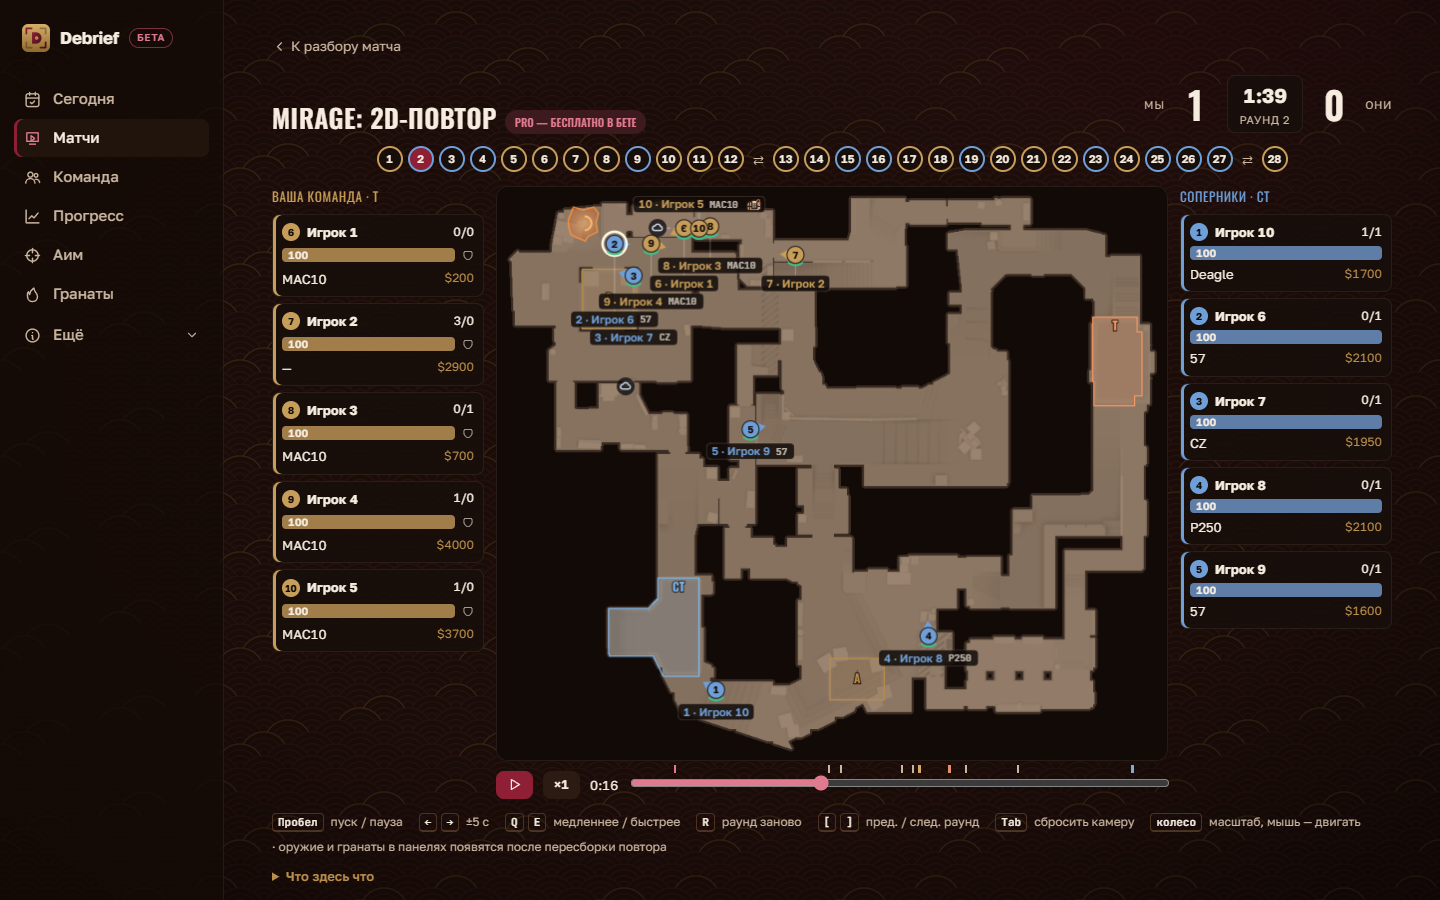 Debrief БЕТА
Сегодня
Матчи
Команда
Прогресс
Аим
Гранаты
Ещё
К разбору матча
MIRAGE: 2D-ПОВТОР PRO — БЕСПЛАТНО В БЕТЕ
МЫ 1 1:39 РАУНД 2 0 ОНИ
1 2 3 4 5 6 7 8 9 10 11 12 ⇄ 13 14 15 16 17 18 19 20 21 22 23 24 25 26 27 ⇄ 28
ВАША КОМАНДА · T
6 Игрок 1 0/0
100
MAC10 $200
7 Игрок 2 3/0
100
— $2900
8 Игрок 3 0/1
100
MAC10 $700
9 Игрок 4 1/0
100
MAC10 $4000
10 Игрок 5 1/0
100
MAC10 $3700
10 · Игрок 5 MAC10
2
9
10
8
7
3
8 · Игрок 3 MAC10
6 · Игрок 1
7 · Игрок 2
9 · Игрок 4 MAC10
2 · Игрок 6 57
3 · Игрок 7 CZ
T
5
5 · Игрок 9 57
CT
4
4 · Игрок 8 P250
A
1
1 · Игрок 10
СОПЕРНИКИ · CT
1 Игрок 10 1/1
100
Deagle $1700
2 Игрок 6 0/1
100
57 $2100
3 Игрок 7 0/1
100
CZ $1950
4 Игрок 8 0/1
100
P250 $2100
5 Игрок 9 0/1
100
57 $1600
×1 0:16
Пробел пуск / пауза ← → ±5 с Q E медленнее / быстрее R раунд заново [ ] пред. / след. раунд Tab сбросить камеру колесо масштаб, мышь — двигать
· оружие и гранаты в панелях появятся после пересборки повтора
Что здесь что